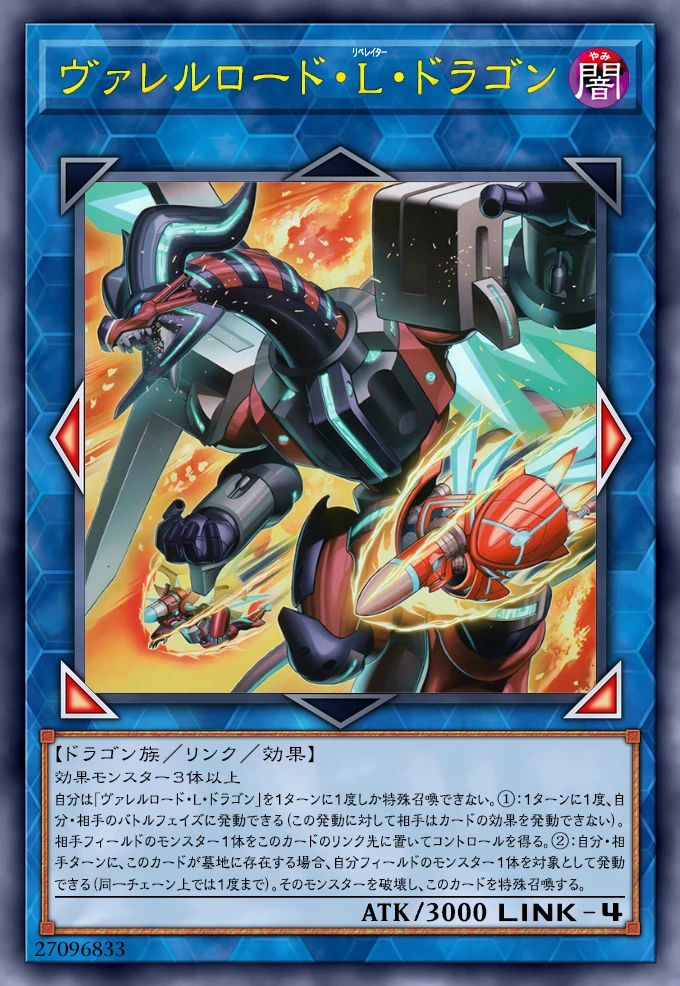 リベレイター
ヴァレルロード・L・ドラゴン
やみ
闇
【ドラゴン族／リンク／効果】
効果モンスター３体以上
自分は「ヴァレルロード・L・ドラゴン」を1ターンに1度しか特殊召喚できない。①：1ターンに1度、自
分・相手のバトルフェイズに発動できる（この発動に対して相手はカードの効果を発動できない）。
相手フィールドのモンスター1体をこのカードのリンク先に置いてコントロールを得る。②：自分・相
手ターンに、このカードが墓地に存在する場合、自分フィールドのモンスター1体を対象として発動
できる（同一チェーン上では1度まで）。そのモンスターを破壊し、このカードを特殊召喚する。
ATK/3000 LINK-4
27096833